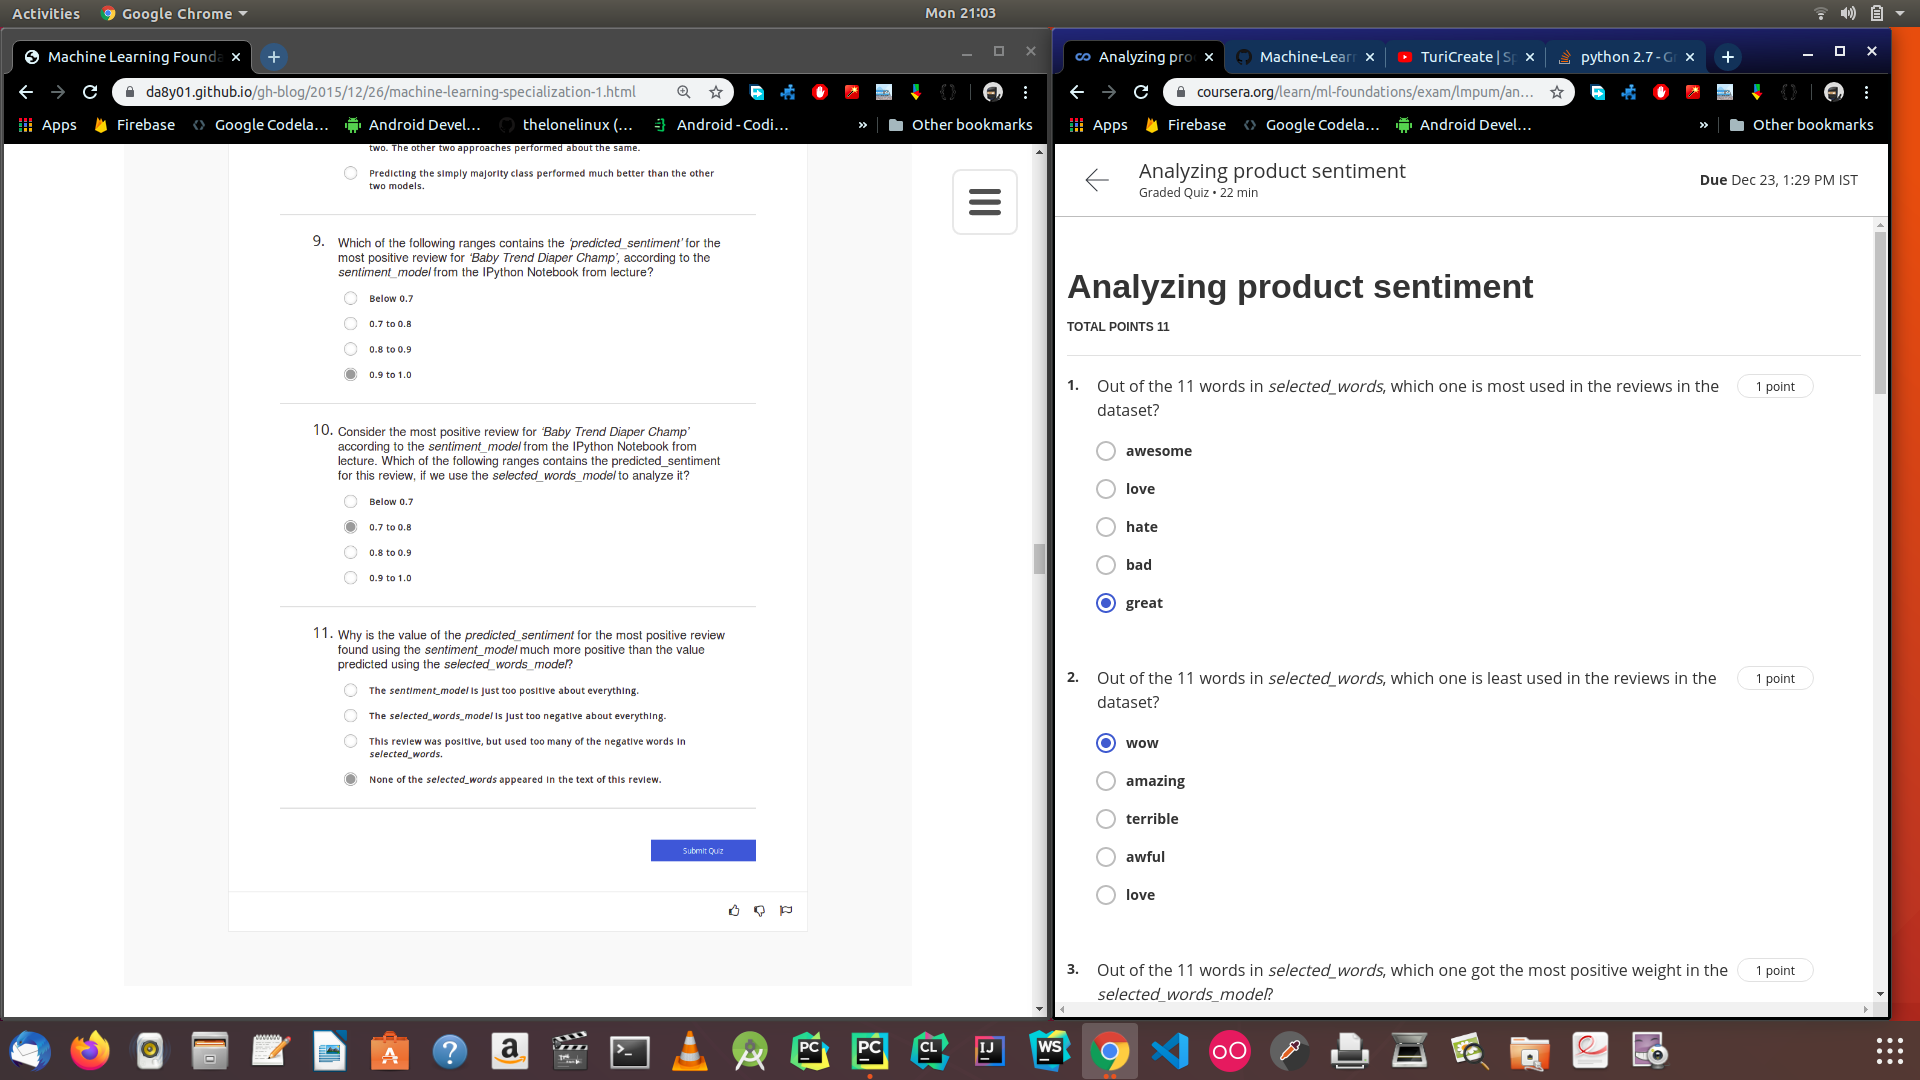 Activities
Google Chrome
Mon 21:03
Machine Learning Founda
da8y01.github.io/gh-blog/2015/12/26/machine-learning-specialization-1.html
Apps
Firebase
Google Codela...
Android Devel...
thelonelinux (...
Android - Codi...
»
Other bookmarks
two. The other two approaches performed about the same.
Predicting the simply majority class performed much better than the other
two models.
9. Which of the following ranges contains the ‘predicted_sentiment’ for the
most positive review for ‘Baby Trend Diaper Champ’, according to the
sentiment_model from the IPython Notebook from lecture?
Below 0.7
0.7 to 0.8
0.8 to 0.9
0.9 to 1.0
10. Consider the most positive review for ‘Baby Trend Diaper Champ’
according to the sentiment_model from the IPython Notebook from
lecture. Which of the following ranges contains the predicted_sentiment
for this review, if we use the selected_words_model to analyze it?
Below 0.7
0.7 to 0.8
0.8 to 0.9
0.9 to 1.0
11. Why is the value of the predicted_sentiment for the most positive review
found using the sentiment_model much more positive than the value
predicted using the selected_words_model?
The sentiment_model is just too positive about everything.
The selected_words_model is just too negative about everything.
This review was positive, but used too many of the negative words in
selected_words.
None of the selected_words appeared in the text of this review.
Submit Quiz
Analyzing pro
Machine-Lear
TuriCreate | Sp
python 2.7 - G
coursera.org/learn/ml-foundations/exam/lmpum/an...
Apps
Firebase
Google Codela...
Android Devel...
»
Other bookmarks
Analyzing product sentiment
Graded Quiz • 22 min
Due Dec 23, 1:29 PM IST
Analyzing product sentiment
TOTAL POINTS 11
1. Out of the 11 words in selected_words, which one is most used in the reviews in the
dataset?
1 point
awesome
love
hate
bad
great
2. Out of the 11 words in selected_words, which one is least used in the reviews in the
dataset?
1 point
wow
amazing
terrible
awful
love
3. Out of the 11 words in selected_words, which one got the most positive weight in the
selected_words_model?
1 point
PC
PC
CL
IJ
WS